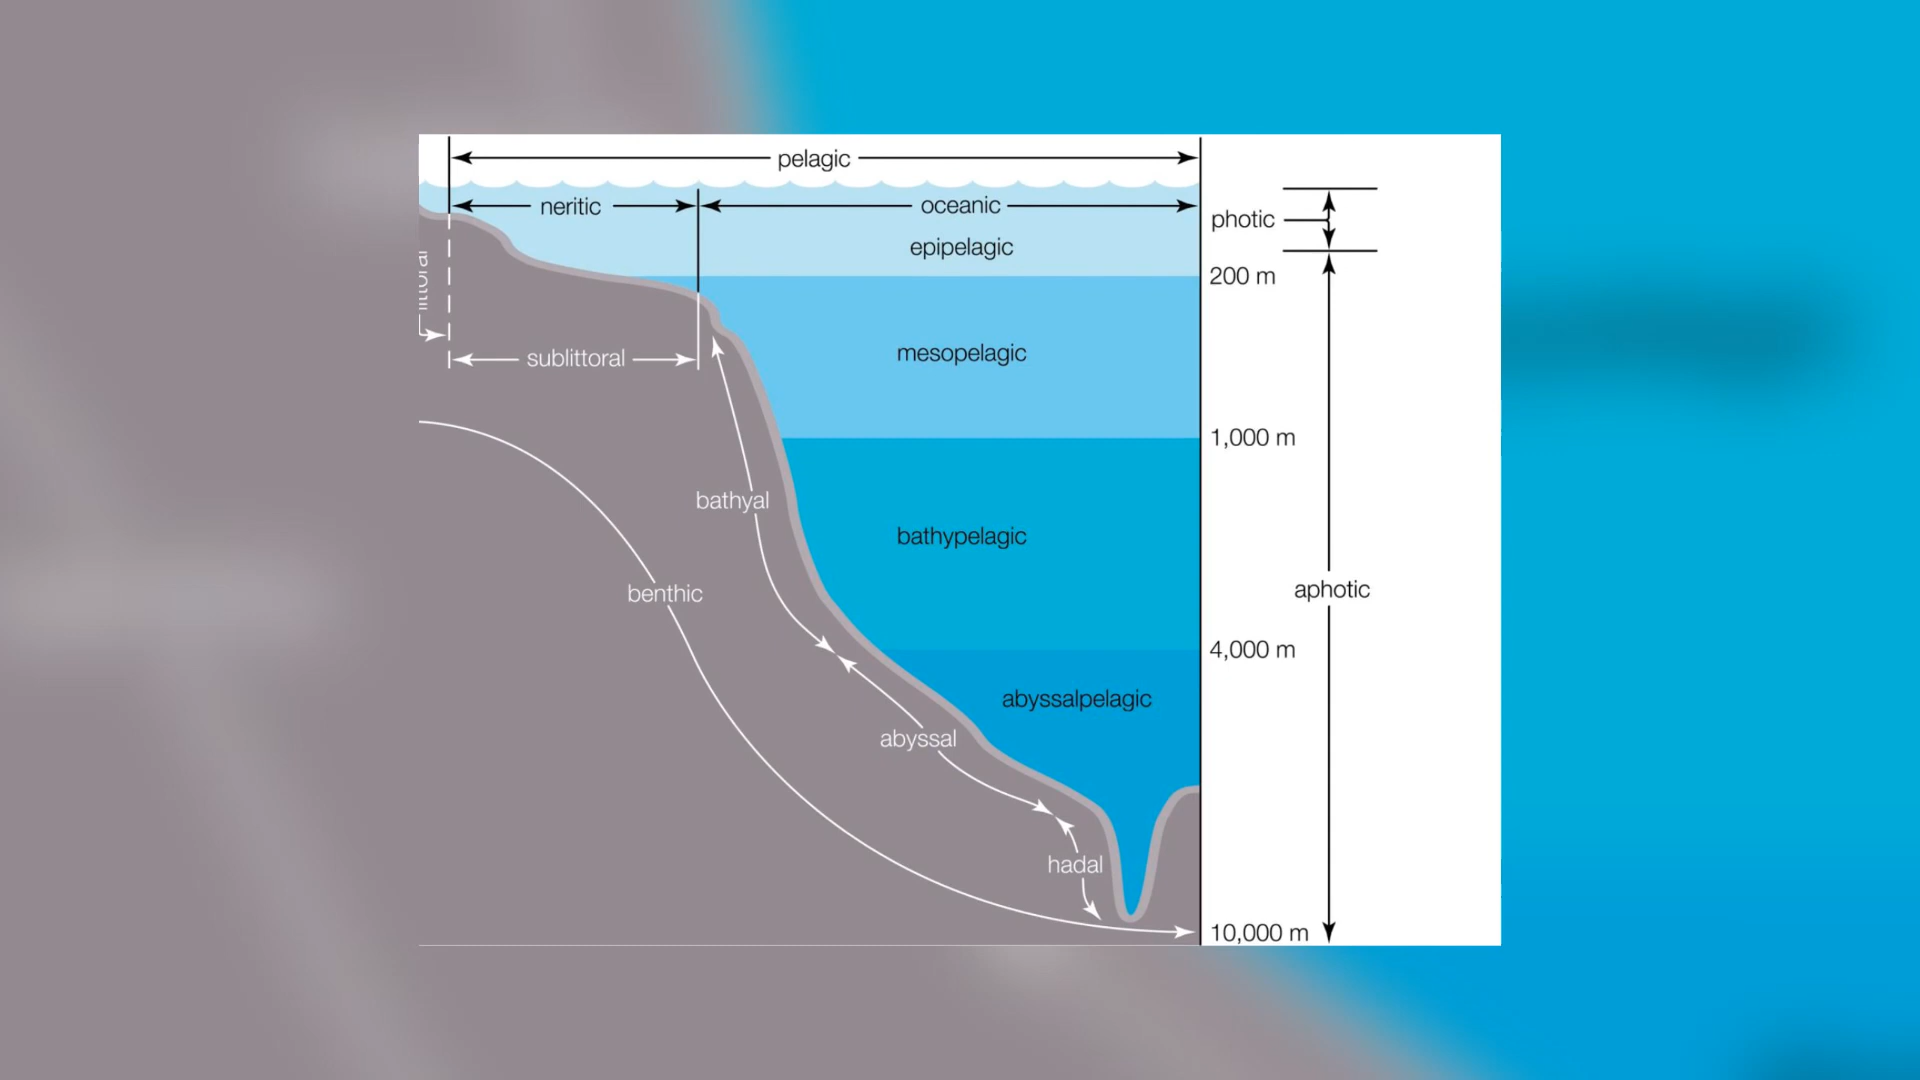 pelagic
neritic
oceanic
photic
epipelagic
littoral
200 m
mesopelagic
sublittoral
1,000 m
bathyal
bathypelagic
benthic
aphotic
4,000 m
abyssalpelagic
abyssal
hadal
10,000 m